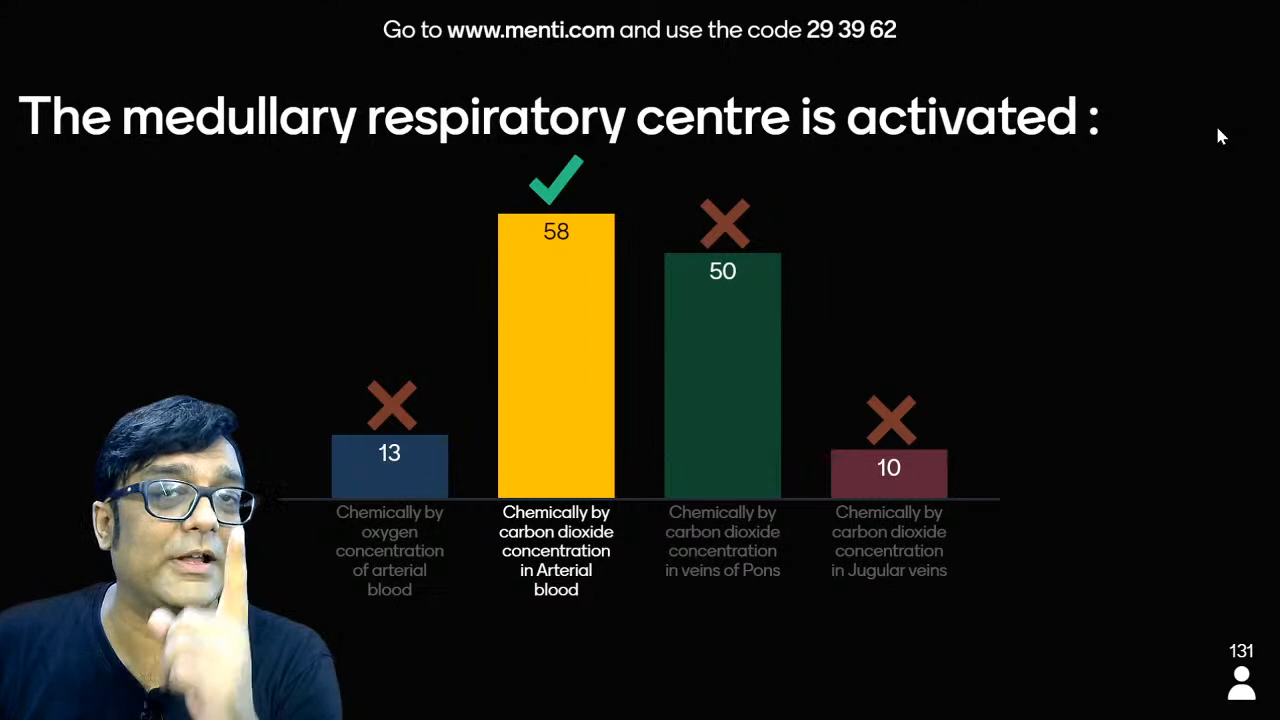 Go to www.menti.com and use the code 29 39 62
The medullary respiratory centre is activated :
58
50
13
10
Chemically by
oxygen
concentration
of arterial
blood
Chemically by
carbon dioxide
concentration
in Arterial
blood
Chemically by
carbon dioxide
concentration
in veins of Pons
Chemically by
carbon dioxide
concentration
in Jugular veins
131